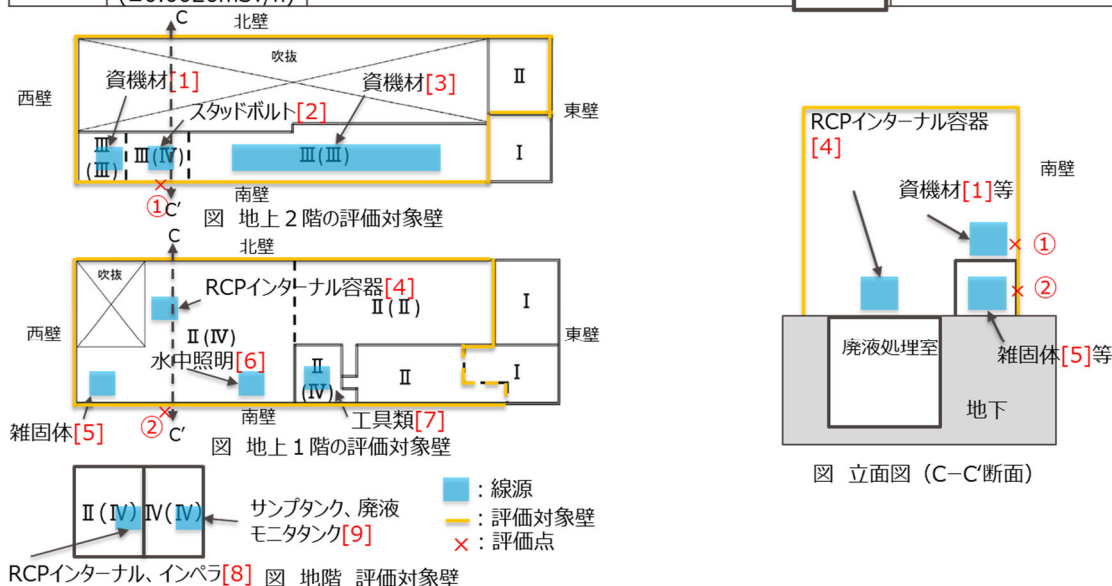 (≦0.0026mSv/h)
C
北壁
吹抜
資機材[1]
資機材[3]
Ⅱ
西壁
スタッドボルト[2]
東壁
Ⅲ
(Ⅲ)
Ⅲ(Ⅳ)
Ⅲ(Ⅲ)
Ⅰ
南壁
①
C′
図 地上2階の評価対象壁
C
北壁
吹抜
RCPインターナル容器[4]
Ⅱ(Ⅱ)
Ⅰ
西壁
Ⅱ(Ⅳ)
東壁
水中照明[6]
Ⅱ
(Ⅳ)
Ⅱ
Ⅰ
雑固体[5]
②
C′
南壁
工具類[7]
図 地上1階の評価対象壁
Ⅱ(Ⅳ)
Ⅳ(Ⅳ)
サンプタンク、廃液
モニタタンク[9]
RCPインターナル、インペラ[8]
図 地階 評価対象壁
:線源
:評価対象壁
×:評価点
RCPインターナル容器
[4]
南壁
資機材[1]等
×①
×②
廃液処理室
雑固体[5]等
地下
図 立面図(C-C′断面)